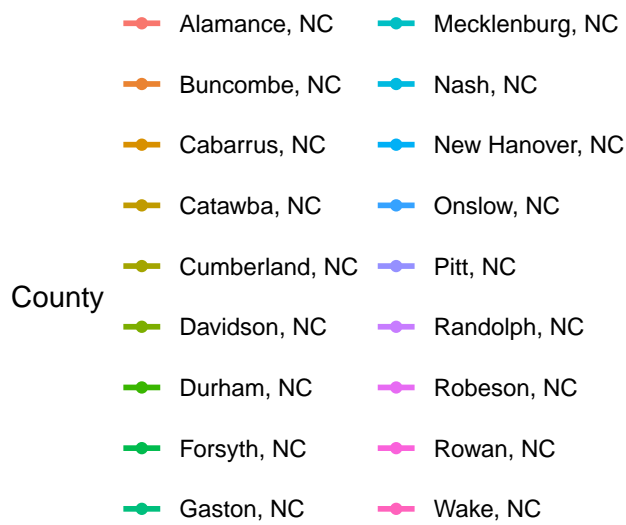 County
Alamance, NC
Buncombe, NC
Cabarrus, NC
Catawba, NC
Cumberland, NC
Davidson, NC
Durham, NC
Forsyth, NC
Gaston, NC
Mecklenburg, NC
Nash, NC
New Hanover, NC
Onslow, NC
Pitt, NC
Randolph, NC
Robeson, NC
Rowan, NC
Wake, NC